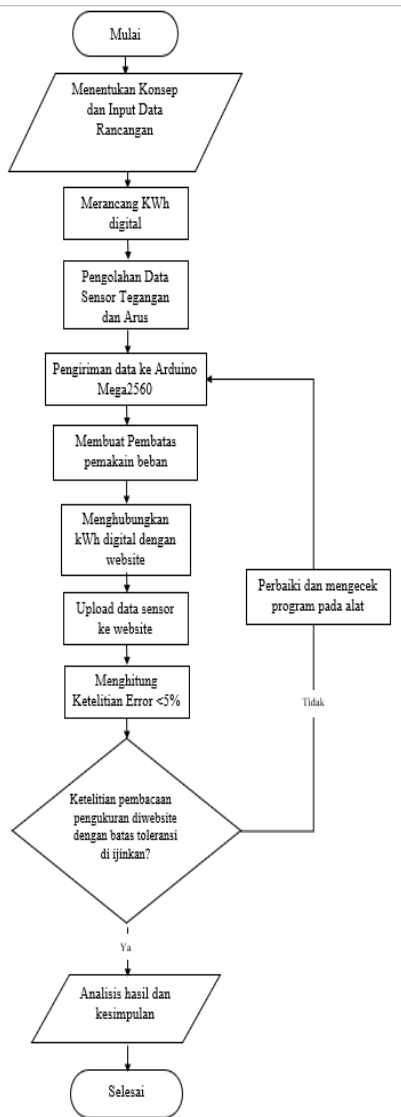 Mulai
Menentukan Konsep
dan Input Data
Rancangan
Merancang KWh
digital
Pengolahan Data
Sensor Tegangan
dan Arus
Pengiriman data ke Arduino
Mega2560
Membuat Pembatas
pemakain beban
Menghubungkan
kWh digital dengan
website
Perbaiki dan mengecek
program pada alat
Upload data sensor
ke website
Menghitung
Ketelitian Error <5%
Tidak
Ketelitian pembacaan
pengukuran diwebsite
dengan batas toleransi
di ijinkan?
Ya
Analisis hasil dan
kesimpulan
Selesai